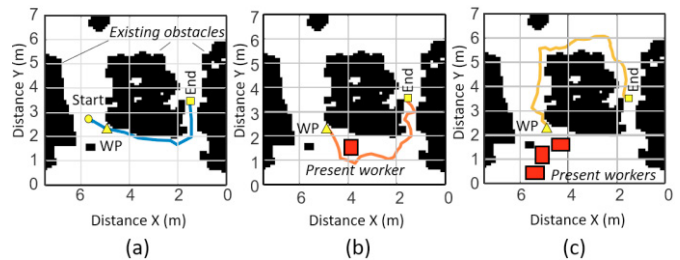 7
6
5
4
3
2
1
0
Distance Y (m)
Existing obstacles
Start
WP
End
6 4 2 0
Distance X (m)
(a)
7
6
5
4
3
2
1
0
Distance Y (m)
WP
End
Present worker
6 4 2 0
Distance X (m)
(b)
7
6
5
4
3
2
1
0
Distance Y (m)
WP
End
Present workers
6 4 2 0
Distance X (m)
(c)